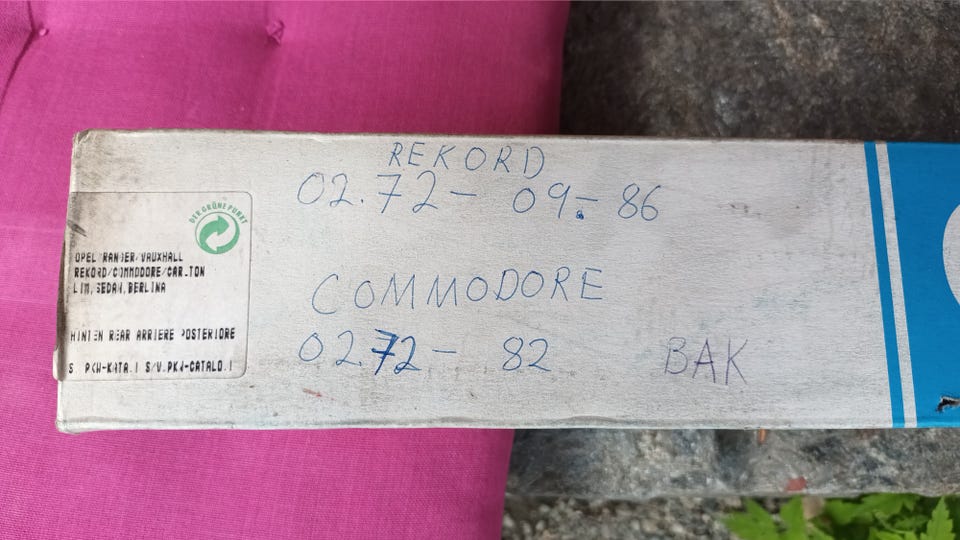 REKORD
02.72 - 09.- 86
COMMODORE
02.72 - 82
BAK
DER GRÜNE PUNKT
OPEL RANGER/VAUXHALL
REKORD/COMMODORE/CARLTON
LIM,SEDAN,BERLINA
HINTEN REAR ARRIERE POSTERIORE